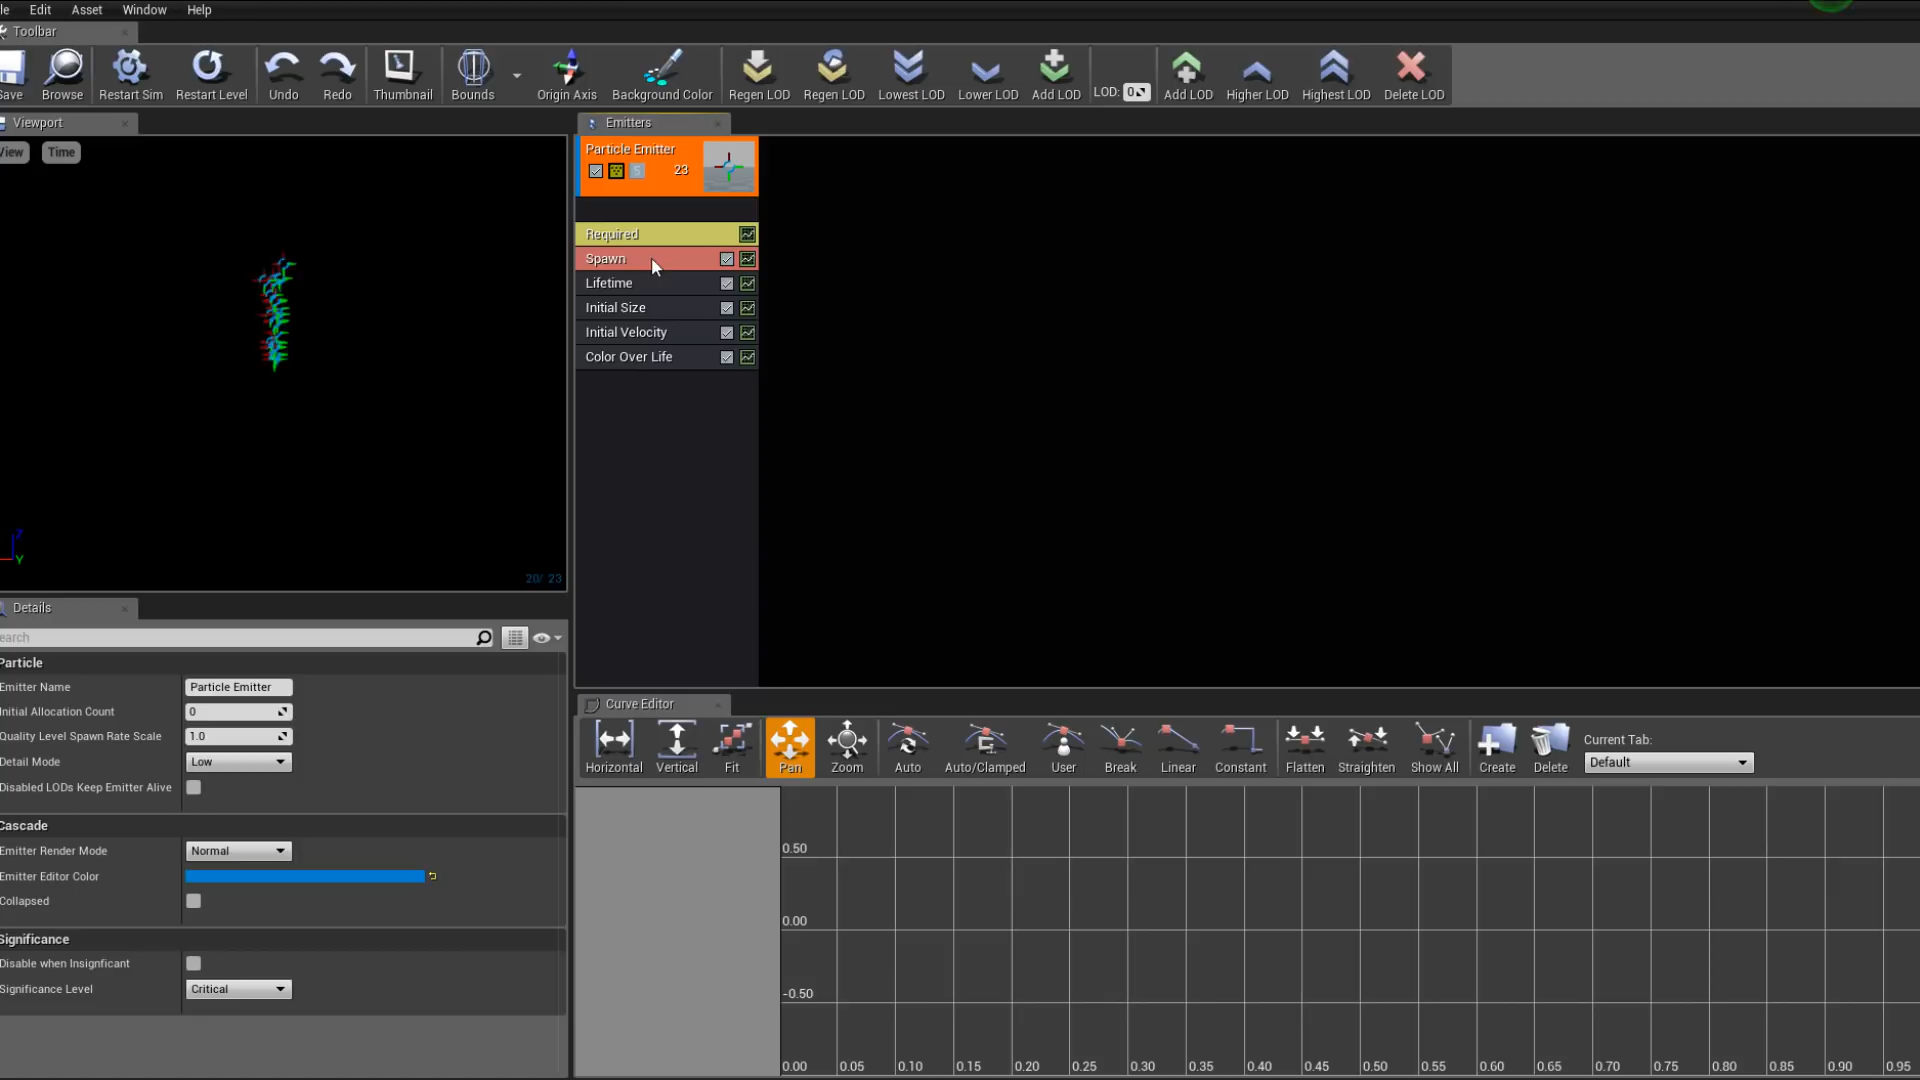 le Edit Asset Window Help
Toolbar
Save Browse Restart Sim Restart Level Undo Redo Thumbnail Bounds Origin Axis Background Color Regen LOD Regen LOD Lowest LOD Lower LOD Add LOD LOD: 0 Add LOD Higher LOD Highest LOD Delete LOD
Viewport
View Time
Z
Y
20/ 23
Emitters
Particle Emitter
S 23
Required
Spawn
Lifetime
Initial Size
Initial Velocity
Color Over Life
Details
earch
Particle
Emitter Name Particle Emitter
Initial Allocation Count 0
Quality Level Spawn Rate Scale 1.0
Detail Mode Low
Disabled LODs Keep Emitter Alive
Cascade
Emitter Render Mode Normal
Emitter Editor Color
Collapsed
Significance
Disable when Insignficant
Significance Level Critical
Curve Editor
Horizontal Vertical Fit Pan Zoom Auto Auto/Clamped User Break Linear Constant Flatten Straighten Show All Create Delete
Current Tab:
Default
0.50
0.00
-0.50
0.00 0.05 0.10 0.15 0.20 0.25 0.30 0.35 0.40 0.45 0.50 0.55 0.60 0.65 0.70 0.75 0.80 0.85 0.90 0.95